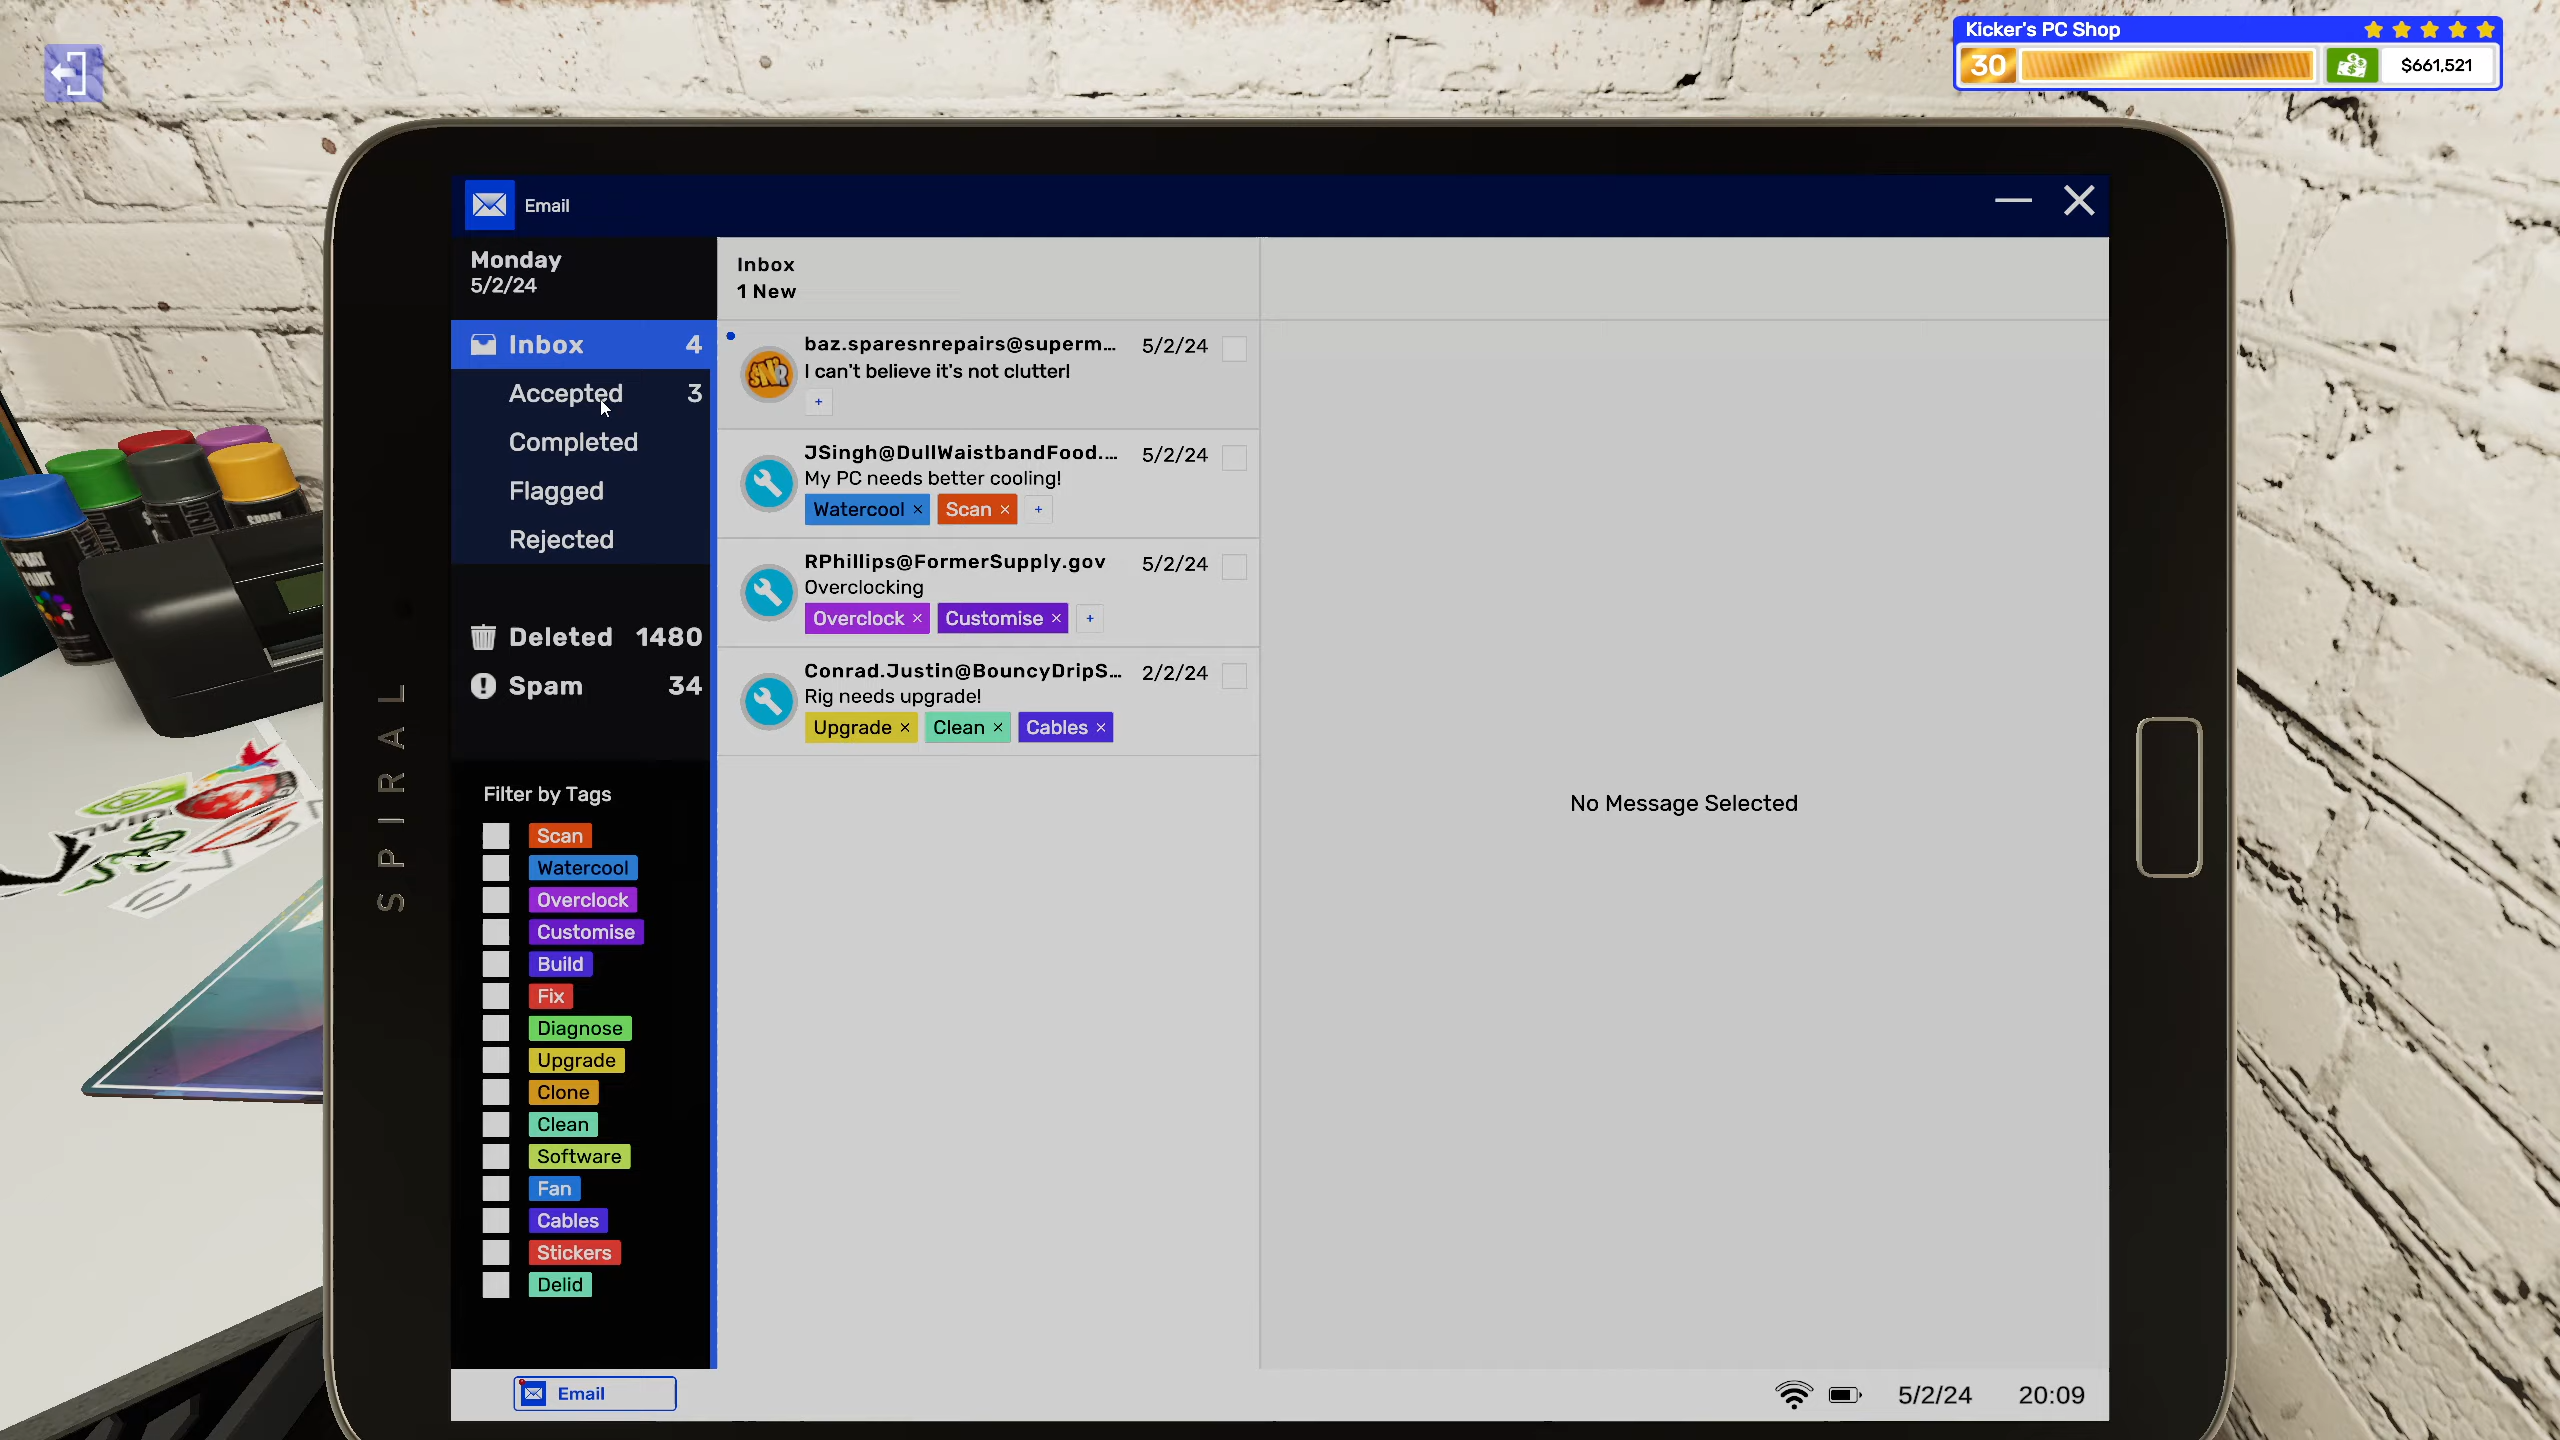 Kicker's PC Shop
30
$661,521
Email
Monday
5/2/24
Inbox 4
Accepted 3
Completed
Flagged
Rejected
Deleted 1480
Spam 34
Filter by Tags
Scan
Watercool
Overclock
Customise
Build
Fix
Diagnose
Upgrade
Clone
Clean
Software
Fan
Cables
Stickers
Delid
Inbox
1 New
baz.sparesnrepairs@superm... 5/2/24
SNR
I can't believe it's not clutter!
+
JSingh@DullWaistbandFood.... 5/2/24
My PC needs better cooling!
Watercool × Scan × +
RPhillips@FormerSupply.gov 5/2/24
Overclocking
Overclock × Customise × +
Conrad.Justin@BouncyDripS... 2/2/24
Rig needs upgrade!
Upgrade × Clean × Cables ×
No Message Selected
SPIRAL
SPRAY
PAINT
Email
5/2/24 20:09